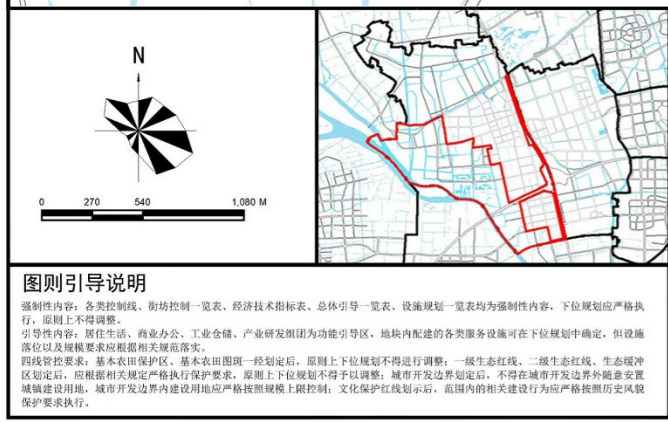 N
0 270 540 1,080 M
图则引导说明
强制性内容：各类控制线、街坊控制一览表、经济技术指标表、总体引导一览表、设施规划一览表均为强制性内容，下位规划应严格执
行，原则上不得调整。
引导性内容：居住生活、商业办公、工业仓储、产业研发组团为功能引导区，地块内配建的各类服务设施可在下位规划中确定，但设施
落位以及规模要求应根据相关规范落实。
四线管控要求：基本农田保护区、基本农田图斑一经划定后，原则上下位规划不得进行调整；一级生态红线、二级生态红线、生态缓冲
区划定后，应根据相关规定严格执行保护要求，原则上下位规划不得予以调整；城市开发边界划定后，不得在城市开发边界外随意安置
城镇建设用地，城市开发边界内建设用地应严格按照规模上限控制；文化保护红线划示后，范围内的相关建设行为应严格按照历史风貌
保护要求执行。